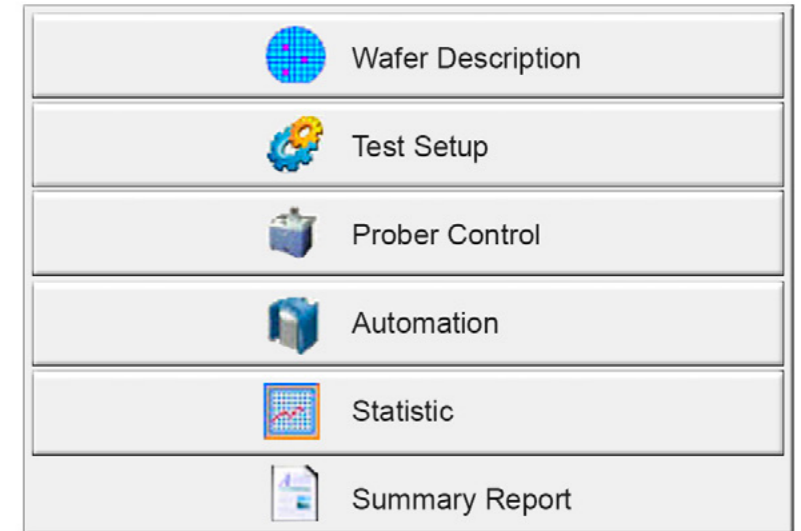 Wafer Description
Test Setup
Prober Control
Automation
Statistic
Summary Report